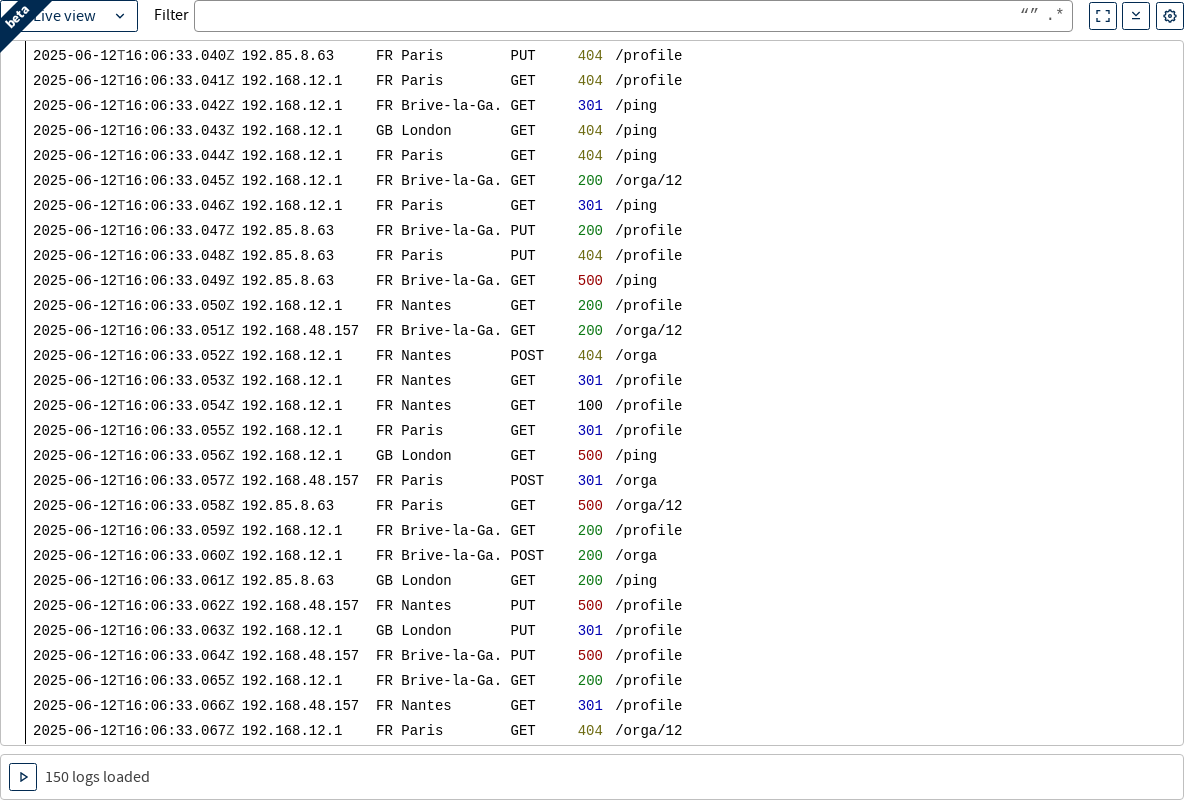 beta
Live view
Filter
“” .*
2025-06-12T16:06:33.040Z 192.85.8.63 FR Paris PUT 404 /profile
2025-06-12T16:06:33.041Z 192.168.12.1 FR Paris GET 404 /profile
2025-06-12T16:06:33.042Z 192.168.12.1 FR Brive-la-Ga. GET 301 /ping
2025-06-12T16:06:33.043Z 192.168.12.1 GB London GET 404 /ping
2025-06-12T16:06:33.044Z 192.168.12.1 FR Paris GET 404 /ping
2025-06-12T16:06:33.045Z 192.168.12.1 FR Brive-la-Ga. GET 200 /orga/12
2025-06-12T16:06:33.046Z 192.168.12.1 FR Paris GET 301 /ping
2025-06-12T16:06:33.047Z 192.85.8.63 FR Brive-la-Ga. PUT 200 /profile
2025-06-12T16:06:33.048Z 192.85.8.63 FR Paris PUT 404 /profile
2025-06-12T16:06:33.049Z 192.85.8.63 FR Brive-la-Ga. GET 500 /ping
2025-06-12T16:06:33.050Z 192.168.12.1 FR Nantes GET 200 /profile
2025-06-12T16:06:33.051Z 192.168.48.157 FR Brive-la-Ga. GET 200 /orga/12
2025-06-12T16:06:33.052Z 192.168.12.1 FR Nantes POST 404 /orga
2025-06-12T16:06:33.053Z 192.168.12.1 FR Nantes GET 301 /profile
2025-06-12T16:06:33.054Z 192.168.12.1 FR Nantes GET 100 /profile
2025-06-12T16:06:33.055Z 192.168.12.1 FR Paris GET 301 /profile
2025-06-12T16:06:33.056Z 192.168.12.1 GB London GET 500 /ping
2025-06-12T16:06:33.057Z 192.168.48.157 FR Paris POST 301 /orga
2025-06-12T16:06:33.058Z 192.85.8.63 FR Paris GET 500 /orga/12
2025-06-12T16:06:33.059Z 192.168.12.1 FR Brive-la-Ga. GET 200 /profile
2025-06-12T16:06:33.060Z 192.168.12.1 FR Brive-la-Ga. POST 200 /orga
2025-06-12T16:06:33.061Z 192.85.8.63 GB London GET 200 /ping
2025-06-12T16:06:33.062Z 192.168.48.157 FR Nantes PUT 500 /profile
2025-06-12T16:06:33.063Z 192.168.12.1 GB London PUT 301 /profile
2025-06-12T16:06:33.064Z 192.168.48.157 FR Brive-la-Ga. PUT 500 /profile
2025-06-12T16:06:33.065Z 192.168.12.1 FR Brive-la-Ga. GET 200 /profile
2025-06-12T16:06:33.066Z 192.168.48.157 FR Nantes GET 301 /profile
2025-06-12T16:06:33.067Z 192.168.12.1 FR Paris GET 404 /orga/12
150 logs loaded